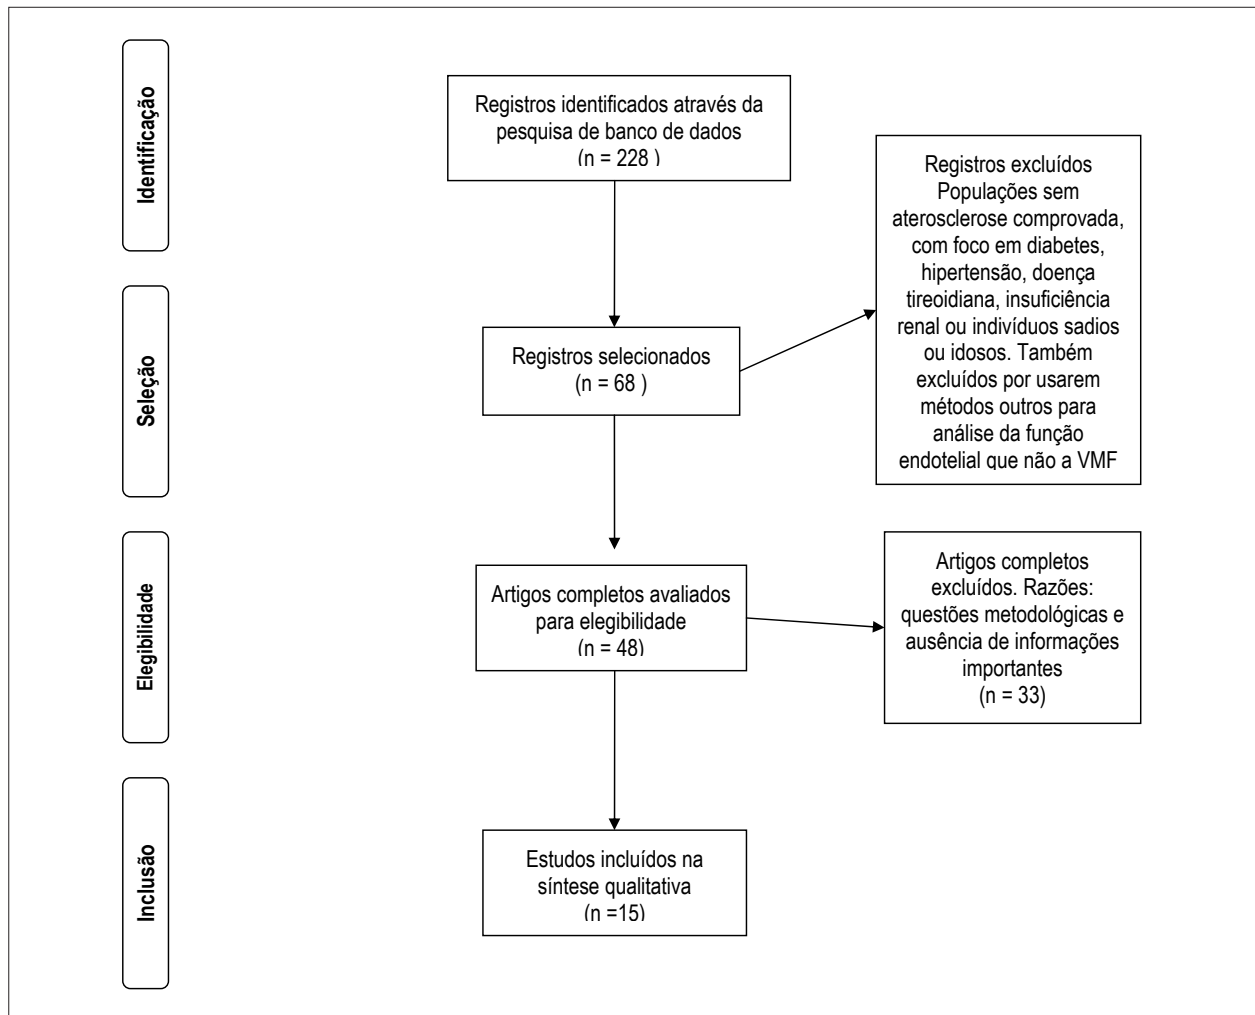 Identificação
Registros identificados através da
pesquisa de banco de dados
(n = 228 )
Registros excluídos
Populações sem
aterosclerose comprovada,
com foco em diabetes,
hipertensão, doença
tireoidiana, insuficiência
renal ou indivíduos sadios
ou idosos. Também
excluídos por usarem
métodos outros para
análise da função
endotelial que não a VMF
Seleção
Registros selecionados
(n = 68 )
Elegibilidade
Artigos completos avaliados
para elegibilidade
(n = 48)
Artigos completos
excluídos. Razões:
questões metodológicas e
ausência de informações
importantes
(n = 33)
Inclusão
Estudos incluídos na
síntese qualitativa
(n =15)